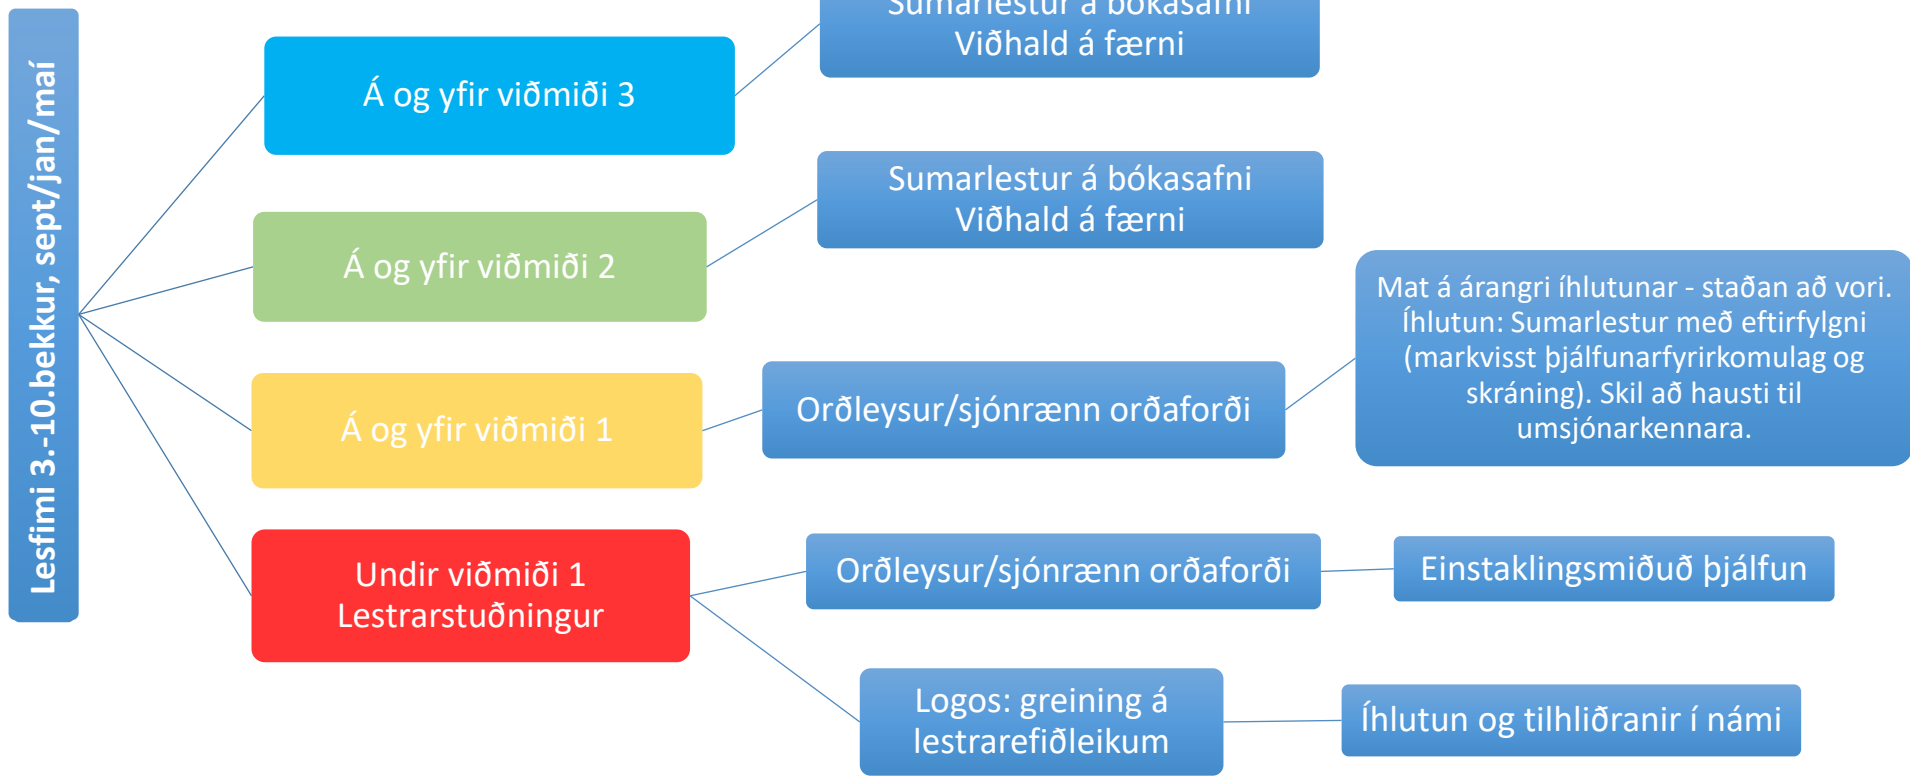 Lesfimi 3.-10.bekkur, sept/jan/maí
Á og yfir viðmiði 3
Sumarlestur á bókasafni
Viðhald á færni
Á og yfir viðmiði 2
Sumarlestur á bókasafni
Viðhald á færni
Á og yfir viðmiði 1
Orðleysur/sjónrænn orðaforði
Mat á árangri íhlutunar - staðan að vori.
Íhlutun: Sumarlestur með eftirfylgni
(markvisst þjálfunarfyrirkomulag og
skráning). Skil að hausti til
umsjónarkennara.
Undir viðmiði 1
Lestrarstuðningur
Orðleysur/sjónrænn orðaforði
Einstaklingsmiðuð þjálfun
Logos: greining á
lestrarefiðleikum
Íhlutun og tilhliðranir í námi